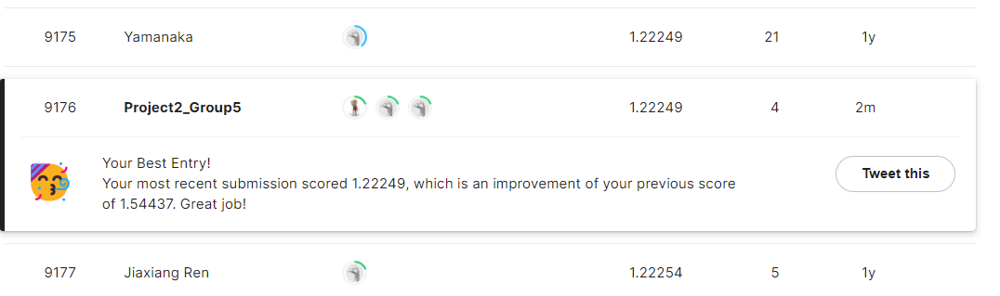 9175 Yamanaka 1.22249 21 1y
9176 Project2_Group5 1.22249 4 2m
Your Best Entry!
Your most recent submission scored 1.22249, which is an improvement of your previous score
of 1.54437. Great job!
Tweet this
9177 Jiaxiang Ren 1.22254 5 1y